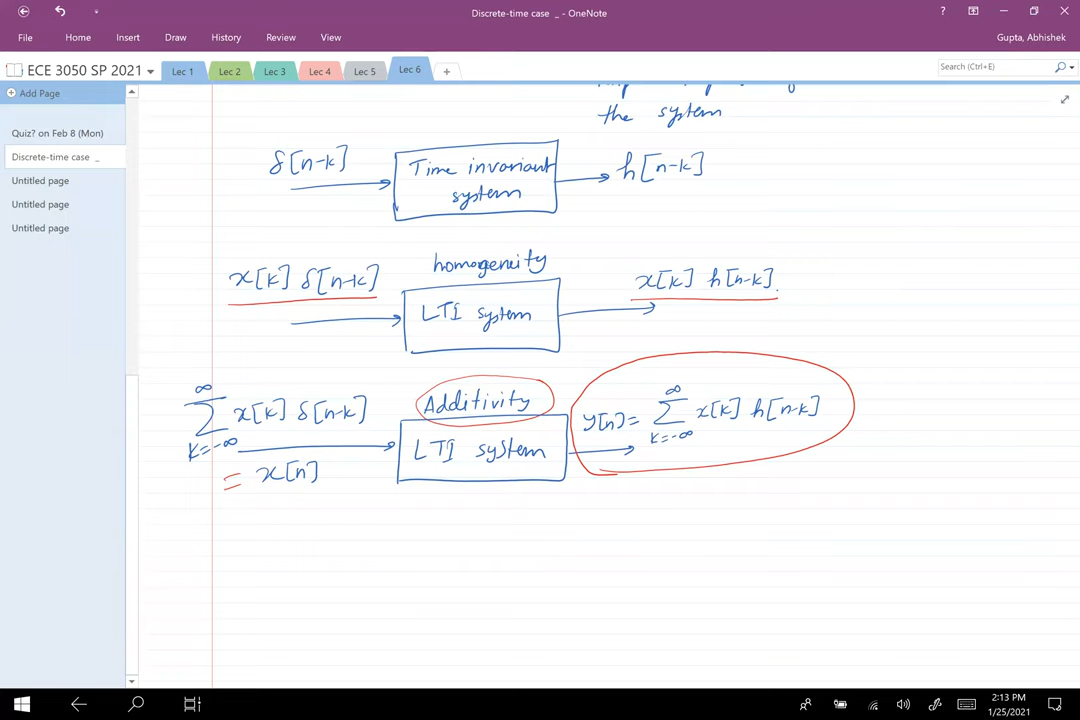 Discrete-time case _ - OneNote
File Home Insert Draw History Review View
Gupta, Abhishek
ECE 3050 SP 2021
Lec 1 Lec 2 Lec 3 Lec 4 Lec 5 Lec 6 +
Search (Ctrl+E)
Add Page
Quiz? on Feb 8 (Mon)
Discrete-time case _
Untitled page
Untitled page
Untitled page
the system
δ[n-k]
Time invariant
system
h[n-k]
homogeneity
x[k] δ[n-k]
LTI system
x[k] h[n-k].
Additivity
∞
∑ x[k] δ[n-k]
k=-∞
= x[n]
LTI system
∞
y[n] = ∑ x[k] h[n-k]
k=-∞
2:13 PM
1/25/2021